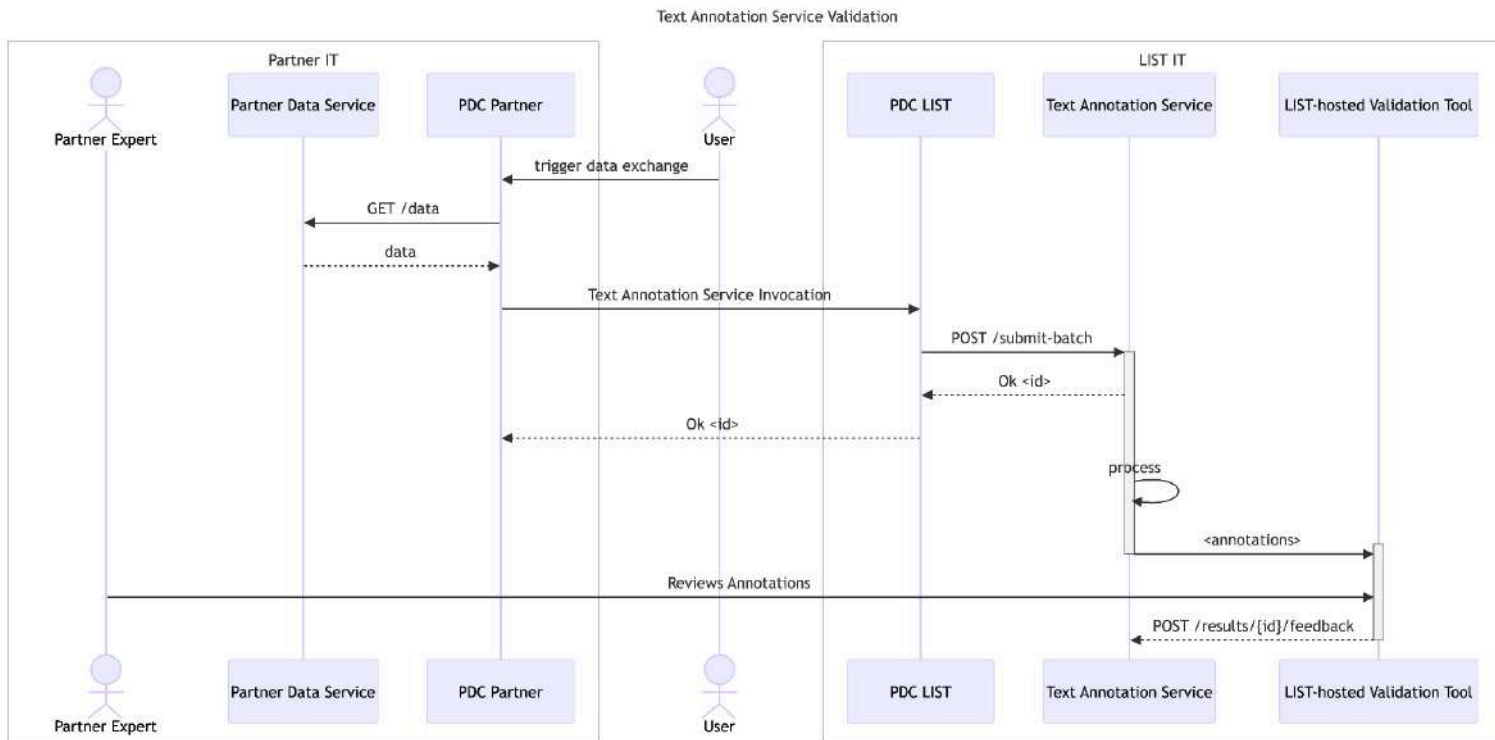 Text Annotation Service Validation
Partner IT
LIST IT
Partner Expert
Partner Data Service
PDC Partner
User
PDC LIST
Text Annotation Service
LIST-hosted Validation Tool
trigger data exchange
GET /data
data
Text Annotation Service Invocation
POST /submit-batch
Ok <id>
Ok <id>
process
<annotations>
Reviews Annotations
POST /results/{id}/feedback
Partner Expert
Partner Data Service
PDC Partner
User
PDC LIST
Text Annotation Service
LIST-hosted Validation Tool